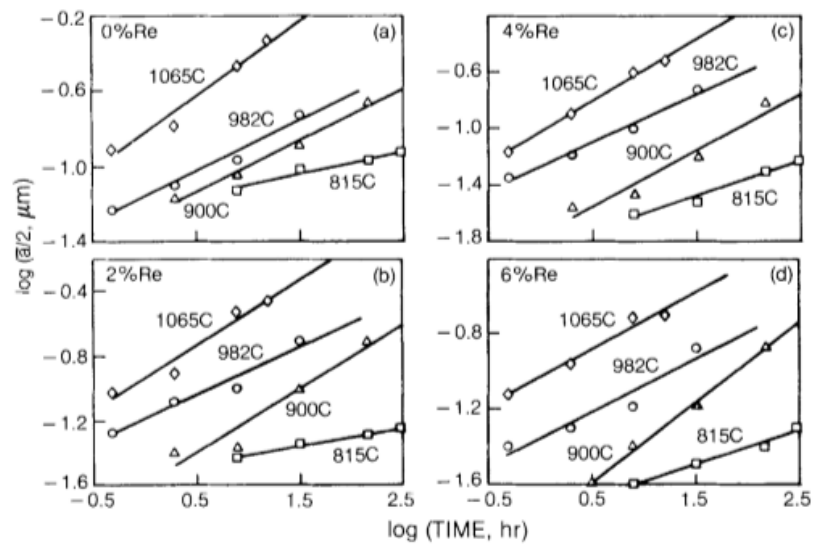 0%Re (a)
1065C
982C
900C
815C
−0.2
−0.6
−1.0
−1.4
4%Re (c)
1065C
982C
900C
815C
−0.6
−1.0
−1.4
−1.8
log (a̅/2, μm)
2%Re (b)
1065C
982C
900C
815C
−0.4
−0.8
−1.2
−1.6
−0.5 0.5 1.5 2.5
6%Re (d)
1065C
982C
900C
815C
−0.8
−1.2
−1.6
−0.5 0.5 1.5 2.5
log (TIME, hr)